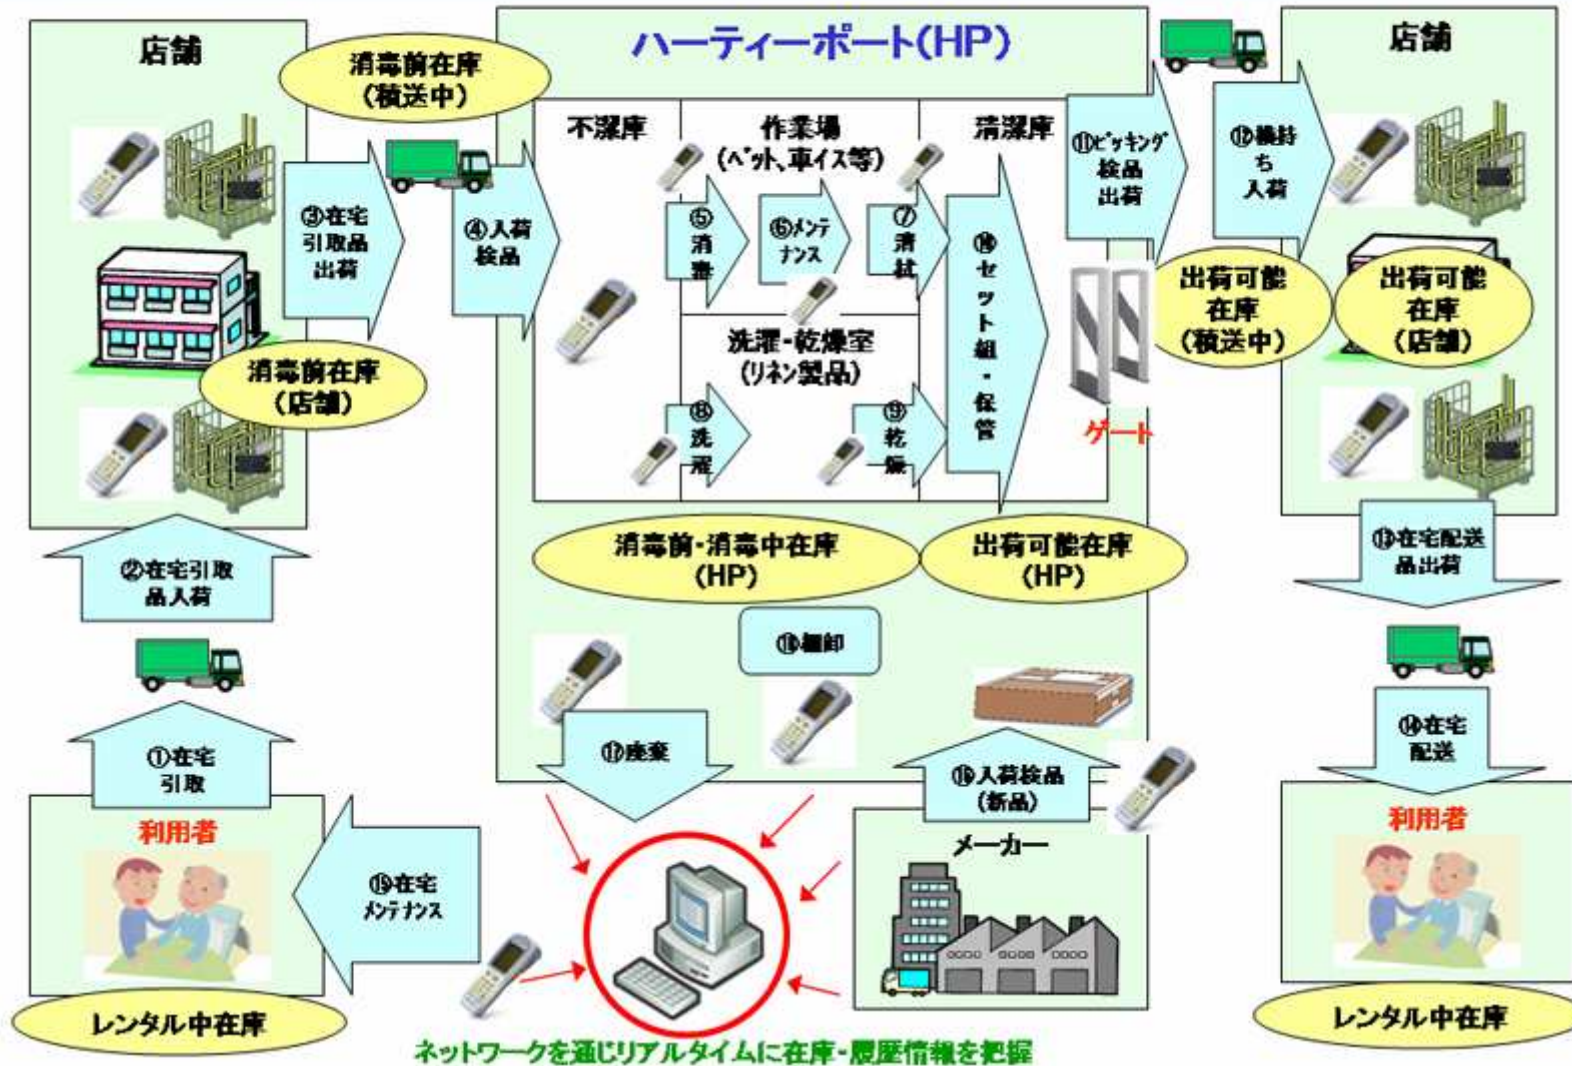 店舗
消毒前在庫
(積送中)
ハーティーポート(HP)
店舗
不潔庫
作業場
(ベット、車イス等)
清潔庫
③在宅
引取品
出荷
④入荷
検品
⑤
消
毒
⑥メンテ
ナンス
⑦
清
拭
⑩
セ
ッ
ト
組
・
保
管
⑪ピッキング
検品
出荷
⑫横持
ち
入荷
消毒前在庫
(店舗)
洗濯・乾燥室
(リネン製品)
⑧
洗
濯
⑨
乾
燥
ゲート
出荷可能
在庫
(積送中)
出荷可能
在庫
(店舗)
消毒前・消毒中在庫
(HP)
出荷可能在庫
(HP)
②在宅引取
品入荷
⑬在宅配送
品出荷
⑱棚卸
①在宅
引取
⑰廃棄
⑯入荷検品
(新品)
⑭在宅
配送
利用者
⑮在宅
メンテナンス
メーカー
利用者
レンタル中在庫
レンタル中在庫
ネットワークを通じリアルタイムに在庫・履歴情報を把握